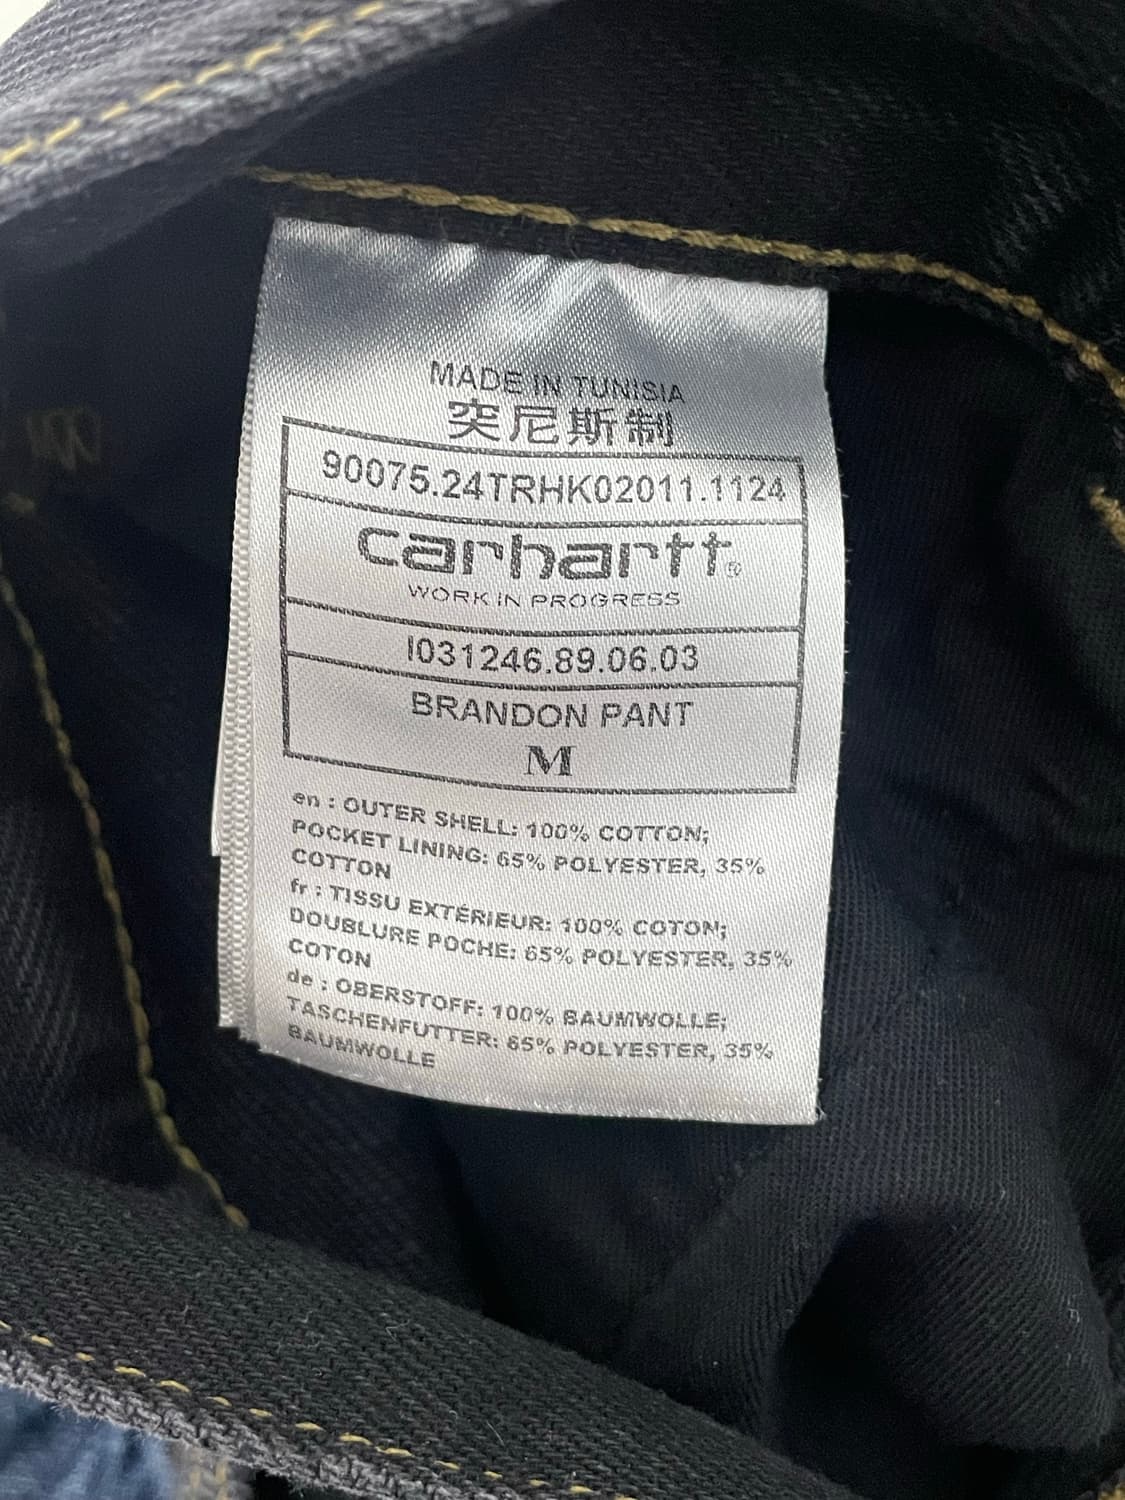 MADE IN TUNISIA
突尼斯制
90075.24TRHK02011.1124
carhartt®
WORK IN PROGRESS
I031246.89.06.03
BRANDON PANT
M
en : OUTER SHELL: 100% COTTON;
POCKET LINING: 65% POLYESTER, 35%
COTTON
fr : TISSU EXTÉRIEUR: 100% COTON;
DOUBLURE POCHE: 65% POLYESTER, 35%
COTON
de : OBERSTOFF: 100% BAUMWOLLE;
TASCHENFUTTER: 65% POLYESTER, 35%
BAUMWOLLE